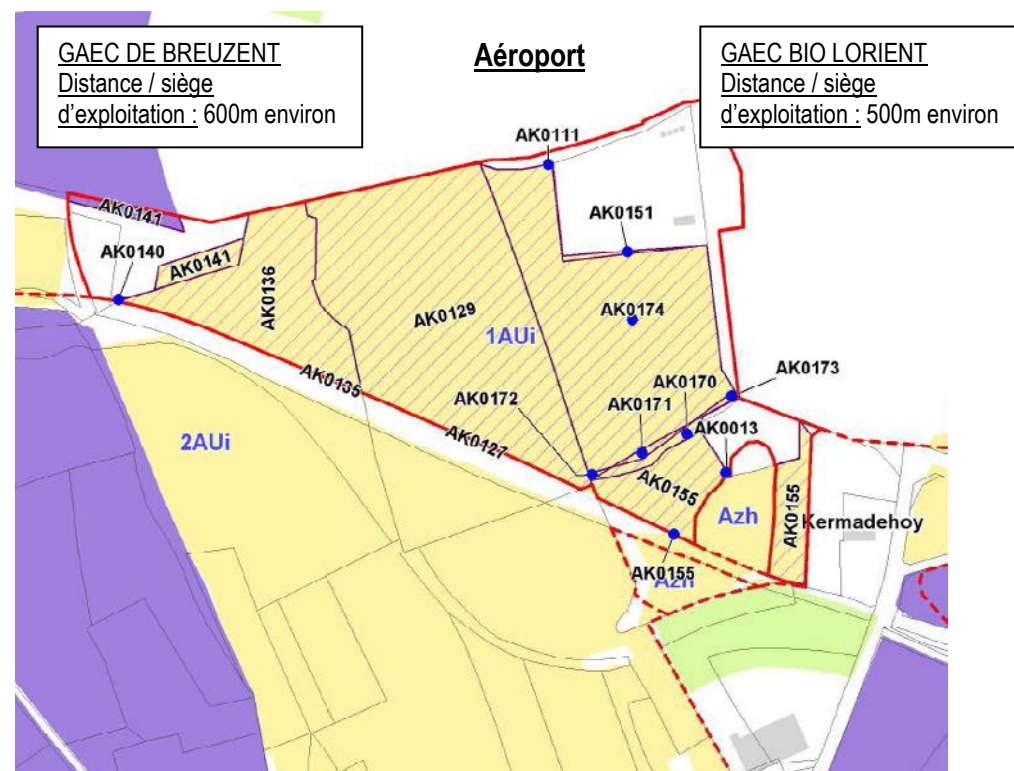 GAEC DE BREUZENT
Distance / siège
d'exploitation : 600m environ
Aéroport
GAEC BIO LORIENT
Distance / siège
d'exploitation : 500m environ
AK0111
AK0141
AK0151
AK0140
AK0141
AK0136
AK0129
AK0174
1AUi
AK0135
AK0172
AK0170
AK0173
AK0171
AK0013
AK0127
2AUi
AK0155
Azh
AK0155
Kermadehoy
AK0155
Azh